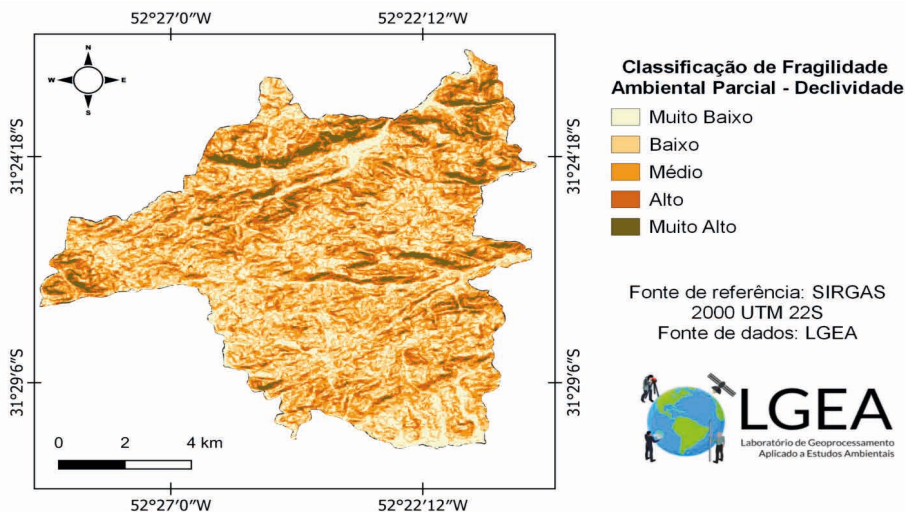 52°27′0″W
52°22′12″W
N
W
E
S
31°24′18″S
31°24′18″S
31°29′6″S
31°29′6″S
0 2 4 km
52°27′0″W
52°22′12″W
Classificação de Fragilidade
Ambiental Parcial - Declividade
Muito Baixo
Baixo
Médio
Alto
Muito Alto
Fonte de referência: SIRGAS
2000 UTM 22S
Fonte de dados: LGEA
LGEA
Laboratório de Geoprocessamento
Aplicado a Estudos Ambientais